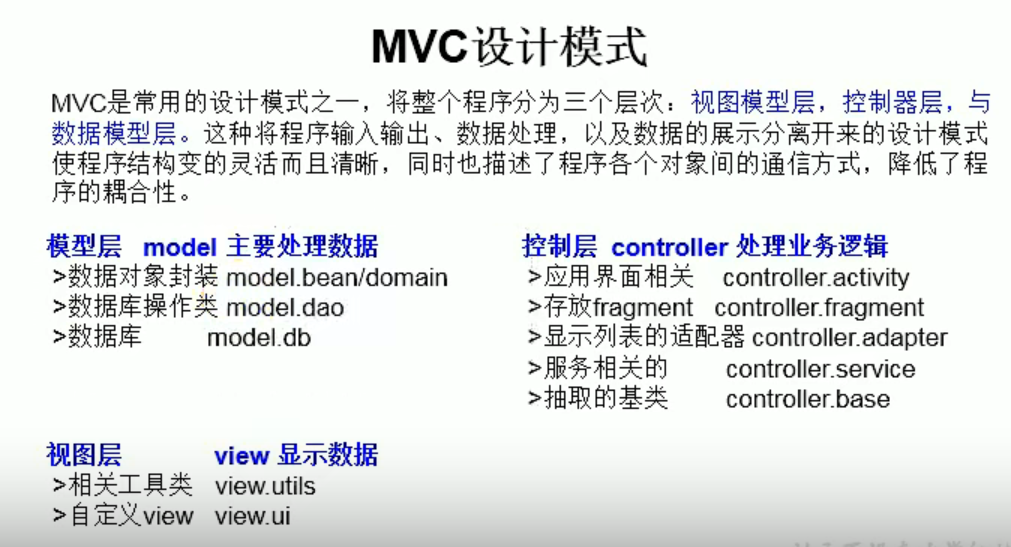 MVC设计模式
MVC是常用的设计模式之一，将整个程序分为三个层次：视图模型层，控制器层，与
数据模型层。这种将程序输入输出、数据处理，以及数据的展示分离开来的设计模式
使程序结构变的灵活而且清晰，同时也描述了程序各个对象间的通信方式，降低了程
序的耦合性。
模型层 model 主要处理数据
>数据对象封装 model.bean/domain
>数据库操作类 model.dao
>数据库 model.db
控制层 controller 处理业务逻辑
>应用界面相关 controller.activity
>存放fragment controller.fragment
>显示列表的适配器 controller.adapter
>服务相关的 controller.service
>抽取的基类 controller.base
视图层 view 显示数据
>相关工具类 view.utils
>自定义view view.ui